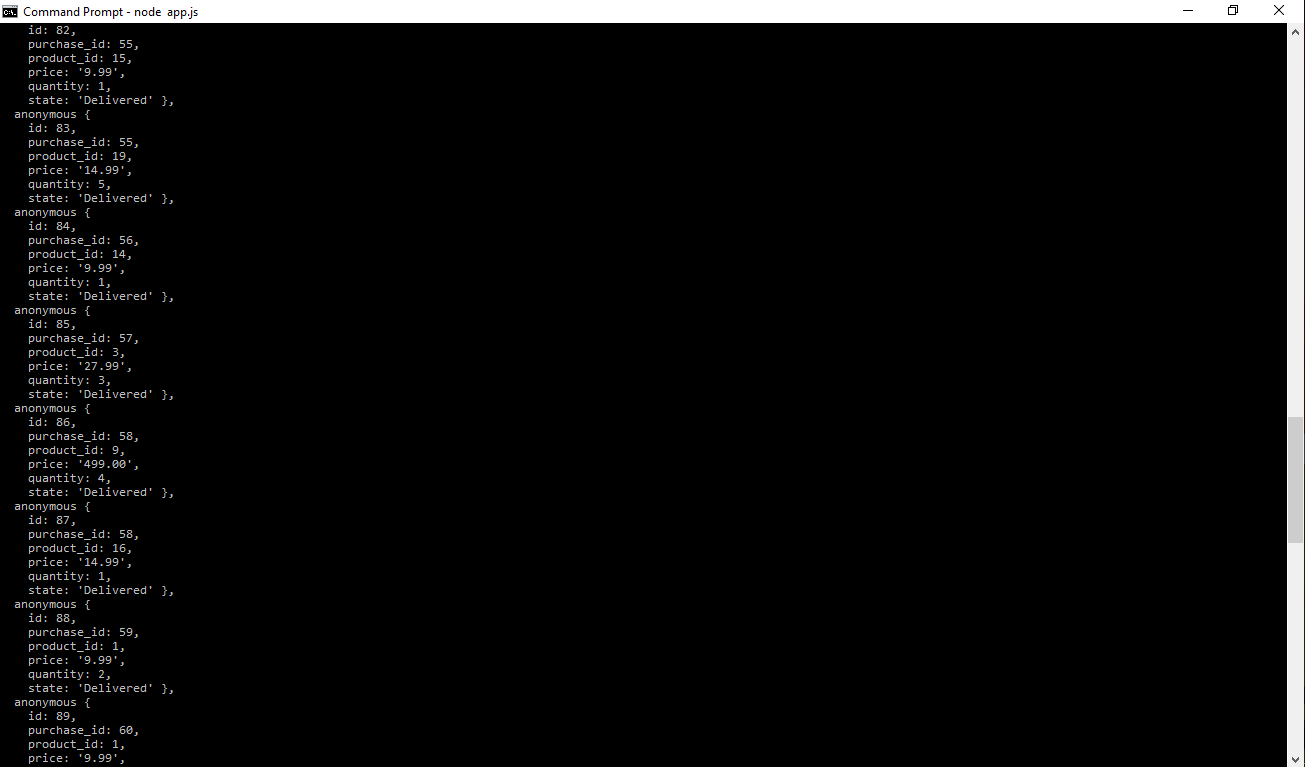 Command Prompt - node app.js
id: 82,
purchase_id: 55,
product_id: 15,
price: '9.99',
quantity: 1,
state: 'Delivered' },
anonymous {
id: 83,
purchase_id: 55,
product_id: 19,
price: '14.99',
quantity: 5,
state: 'Delivered' },
anonymous {
id: 84,
purchase_id: 56,
product_id: 14,
price: '9.99',
quantity: 1,
state: 'Delivered' },
anonymous {
id: 85,
purchase_id: 57,
product_id: 3,
price: '27.99',
quantity: 3,
state: 'Delivered' },
anonymous {
id: 86,
purchase_id: 58,
product_id: 9,
price: '499.00',
quantity: 4,
state: 'Delivered' },
anonymous {
id: 87,
purchase_id: 58,
product_id: 16,
price: '14.99',
quantity: 1,
state: 'Delivered' },
anonymous {
id: 88,
purchase_id: 59,
product_id: 1,
price: '9.99',
quantity: 2,
state: 'Delivered' },
anonymous {
id: 89,
purchase_id: 60,
product_id: 1,
price: '9.99',